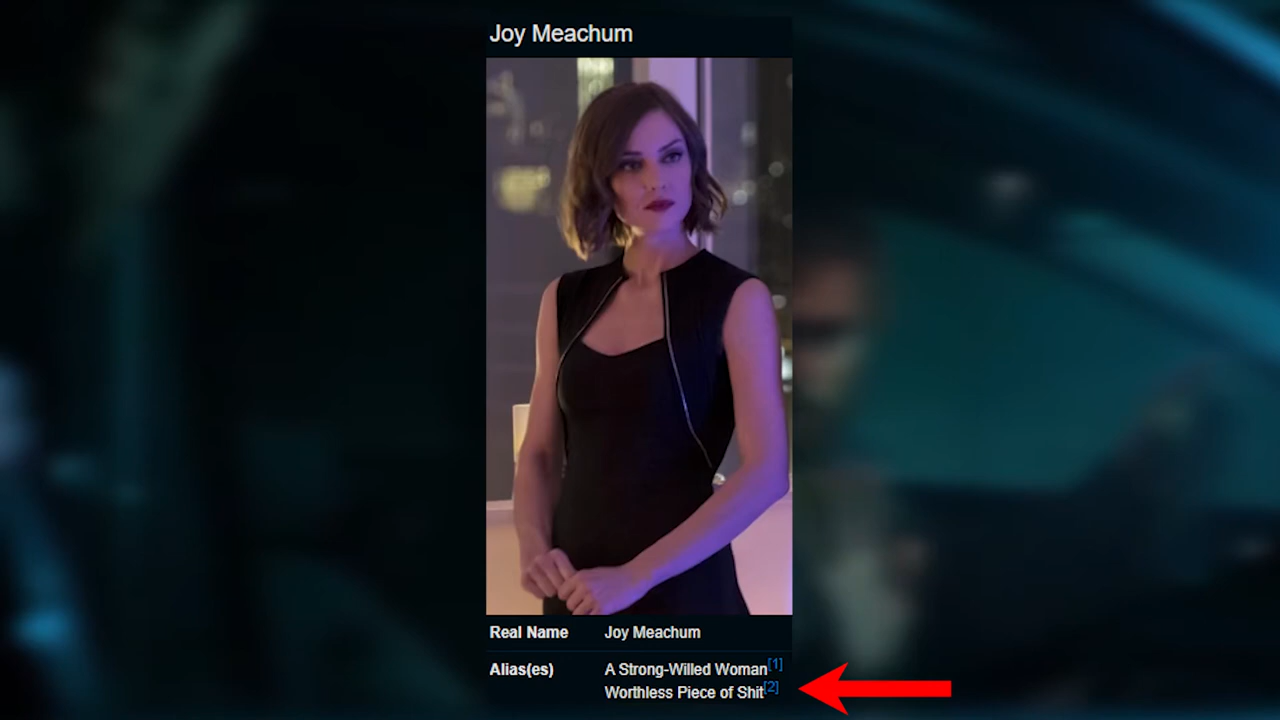 Joy Meachum
Real Name Joy Meachum
Alias(es) A Strong-Willed Woman[1]
Worthless Piece of Shit[2]